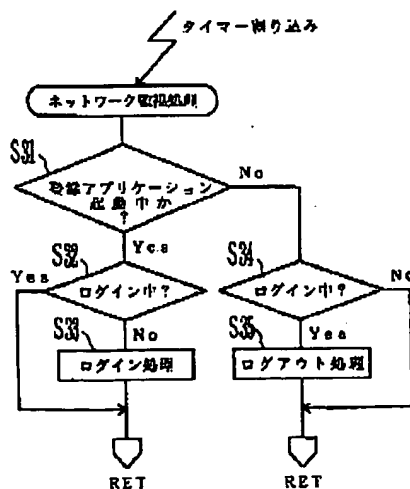 タイマー割り込み
ネットワーク監視処理
S31
登録アプリケーション
起動中か
?
No
Yes
S32
ログイン中?
Yes
No
S33
ログイン処理
S34
ログイン中?
No
Yes
S35
ログアウト処理
RET
RET